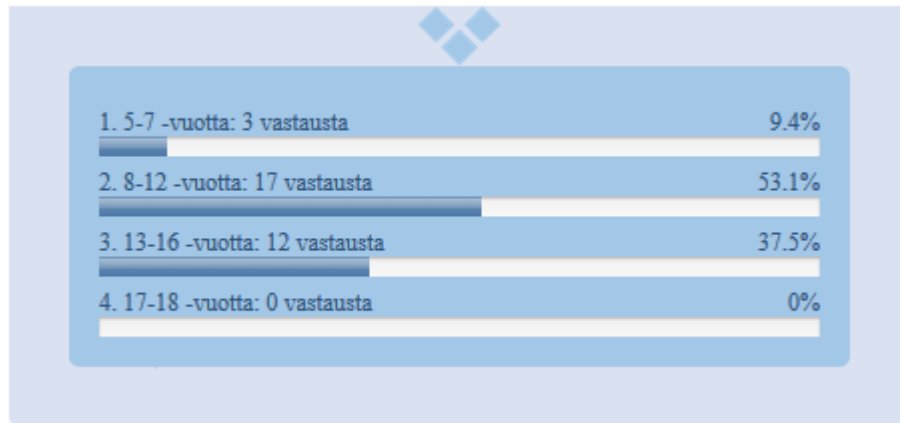 1. 5-7 -vuotta: 3 vastausta 9.4%
2. 8-12 -vuotta: 17 vastausta 53.1%
3. 13-16 -vuotta: 12 vastausta 37.5%
4. 17-18 -vuotta: 0 vastausta 0%